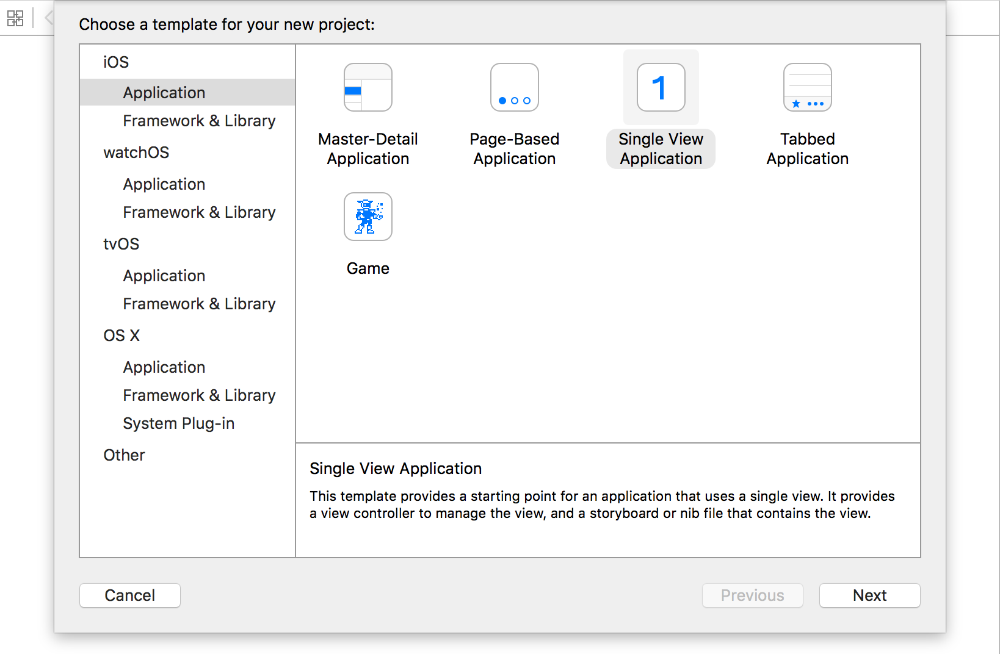 Choose a template for your new project:
iOS
Application
Framework & Library
watchOS
Application
Framework & Library
tvOS
Application
Framework & Library
OS X
Application
Framework & Library
System Plug-in
Other
Master-Detail
Application
Page-Based
Application
1
Single View
Application
Tabbed
Application
Game
Single View Application
This template provides a starting point for an application that uses a single view. It provides
a view controller to manage the view, and a storyboard or nib file that contains the view.
Cancel
Previous
Next